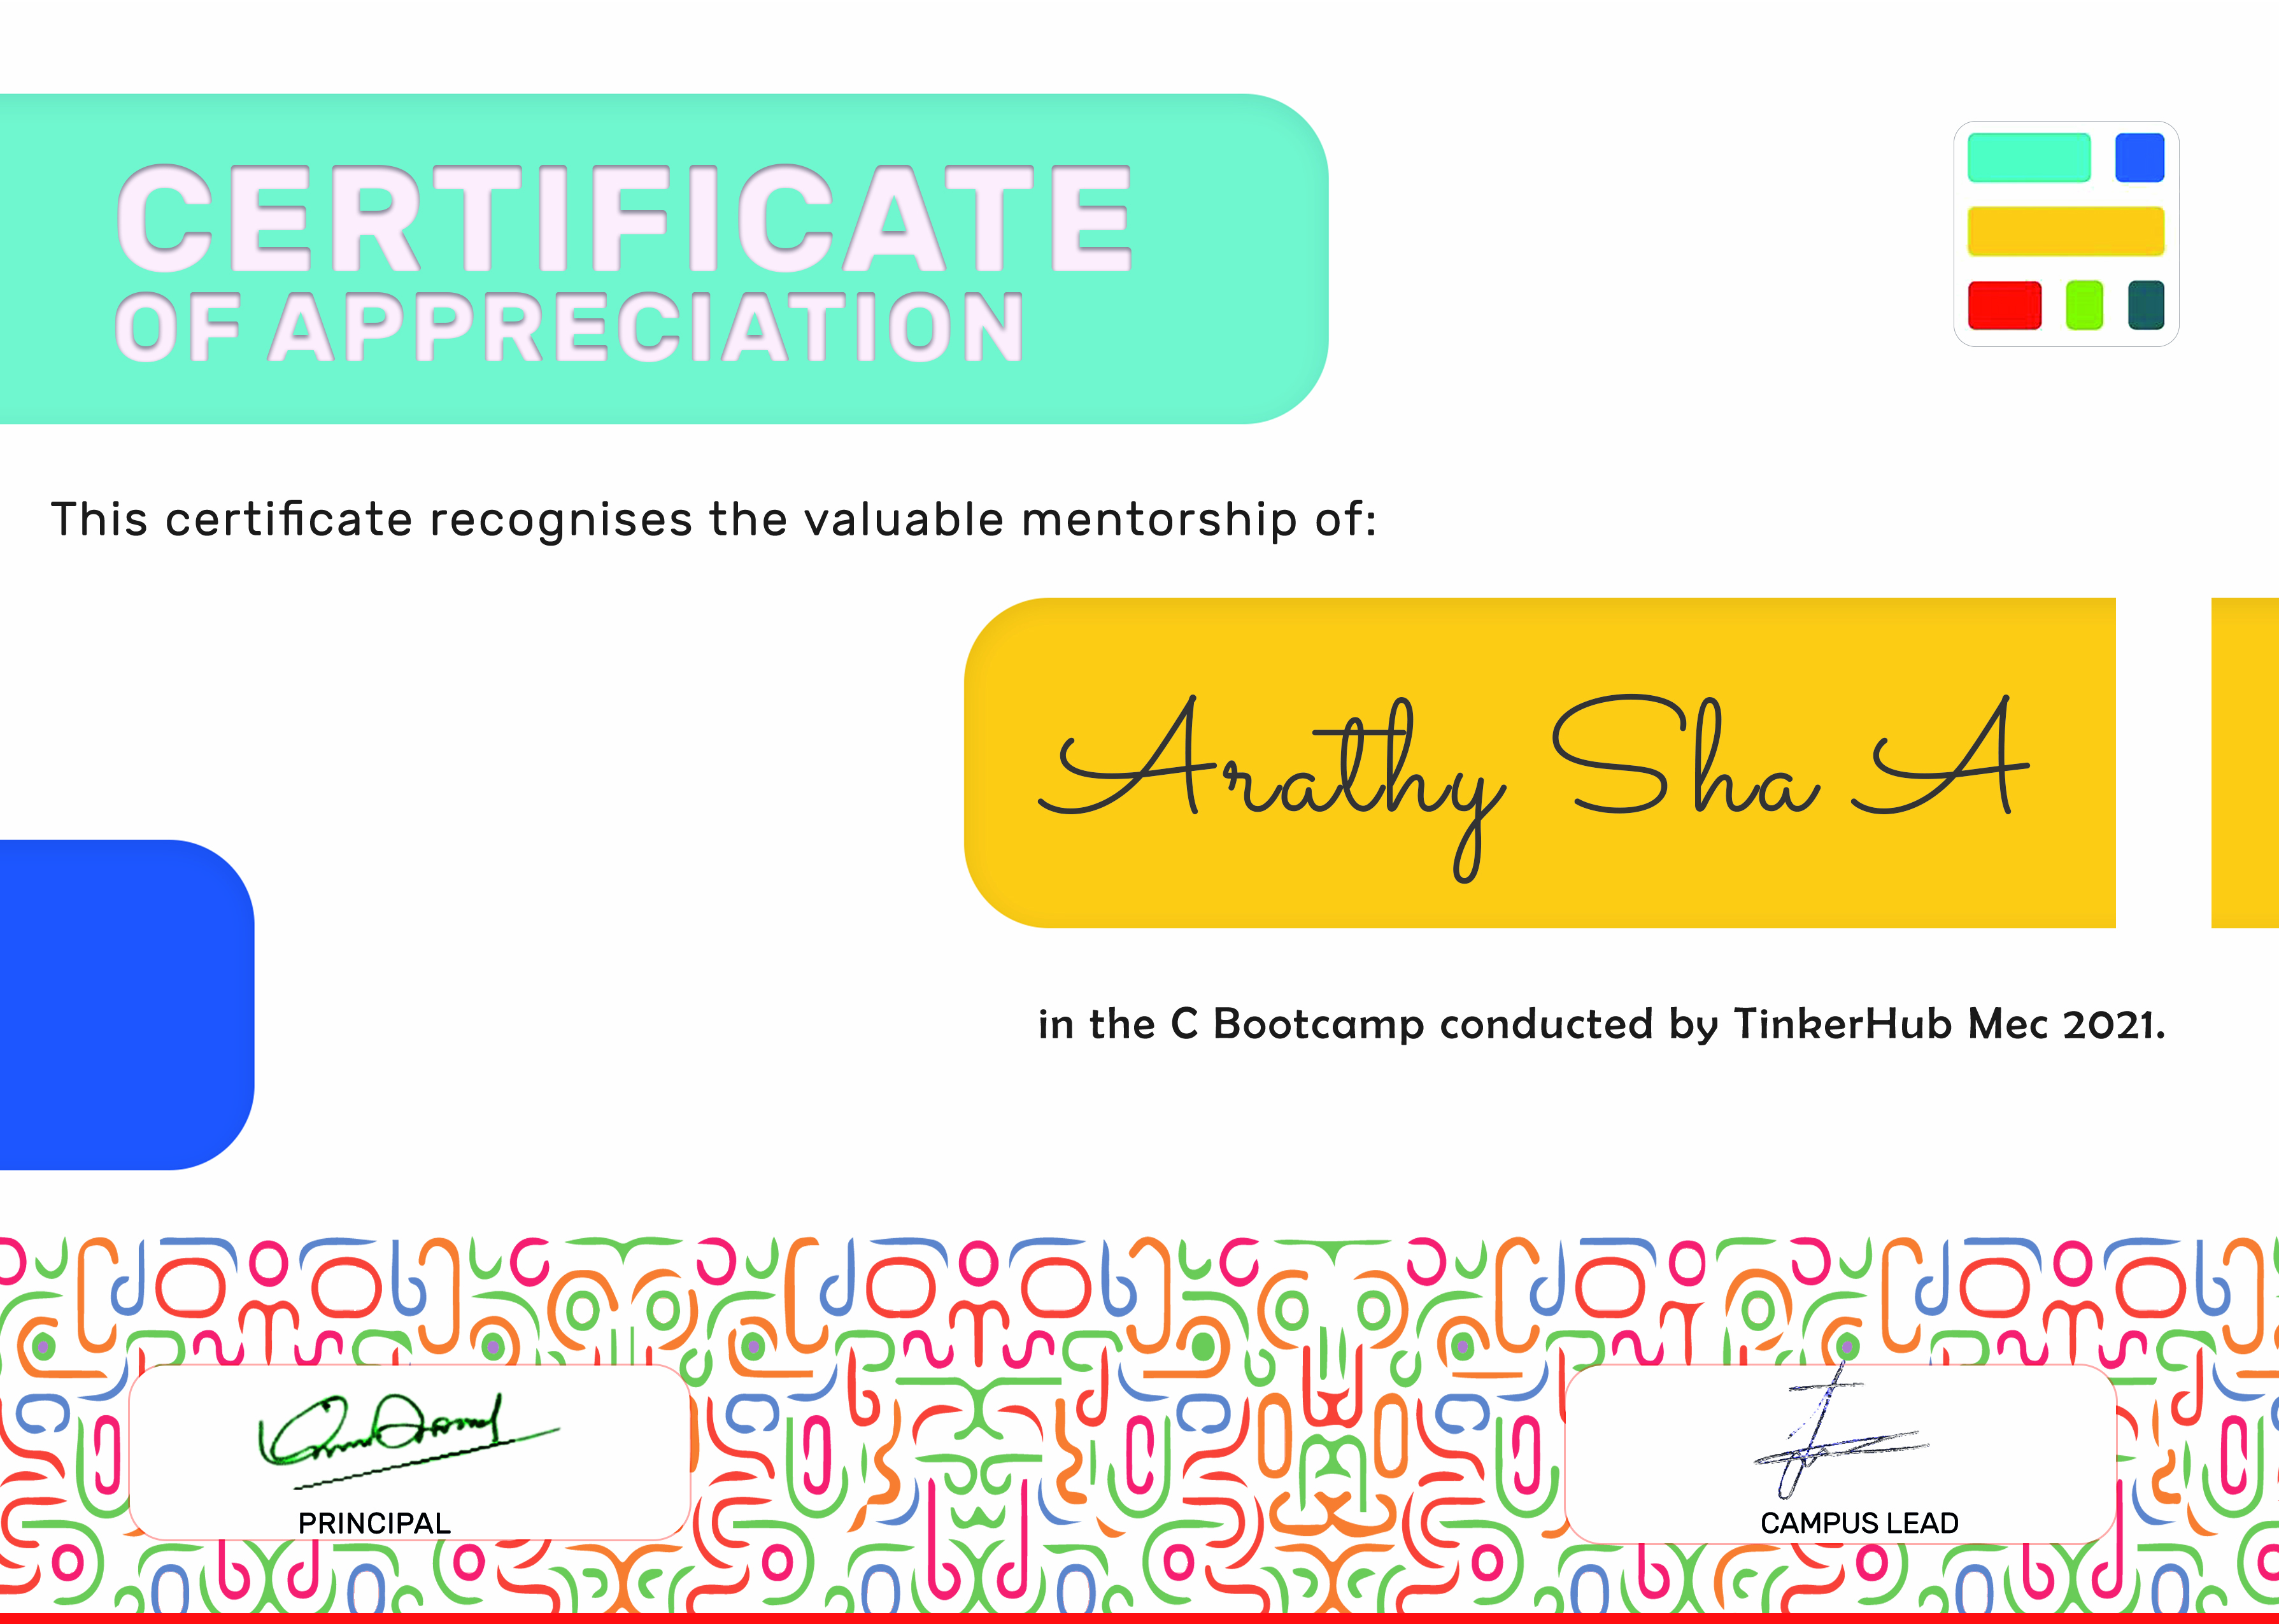 CERTIFICATE
OF APPRECIATION
This certificate recognises the valuable mentorship of:
Arathy Sha A
in the C Bootcamp conducted by TinkerHub Mec 2021.
PRINCIPAL
CAMPUS LEAD